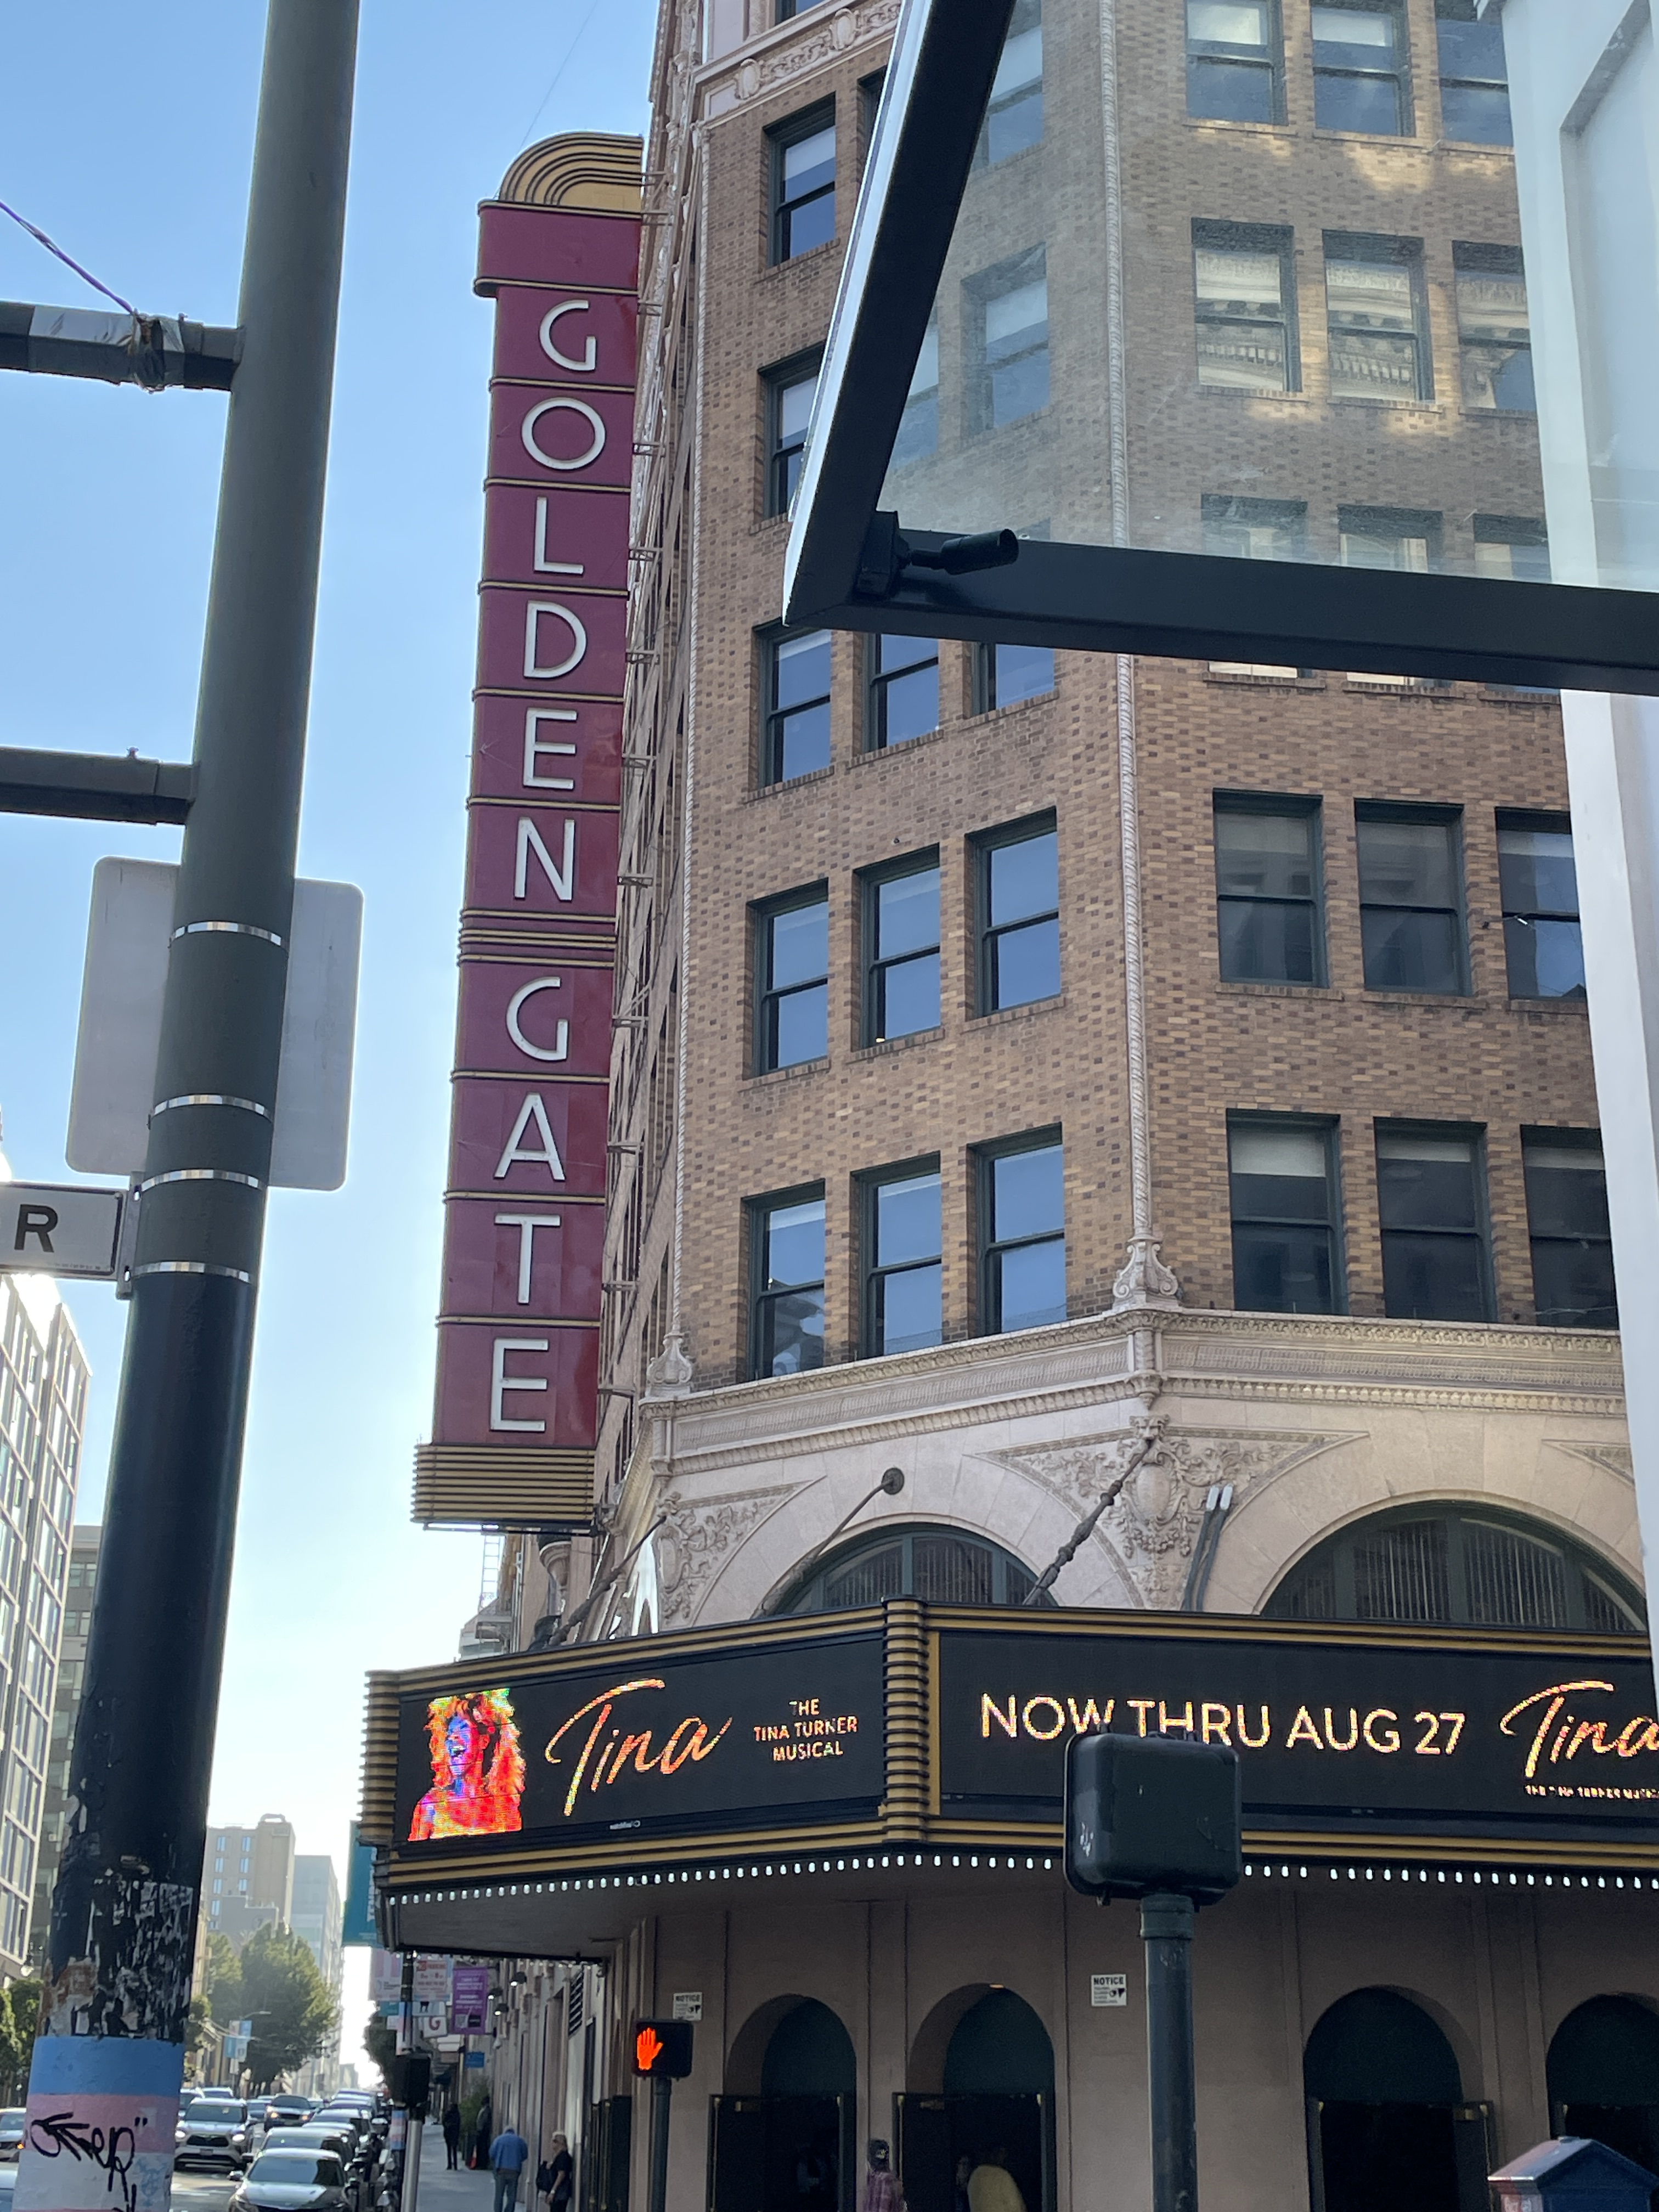 GOLDEN GATE
R
Tina
THE
TINA TURNER
MUSICAL
NOW THRU AUG 27
Tina
NOTICE
NOTICE